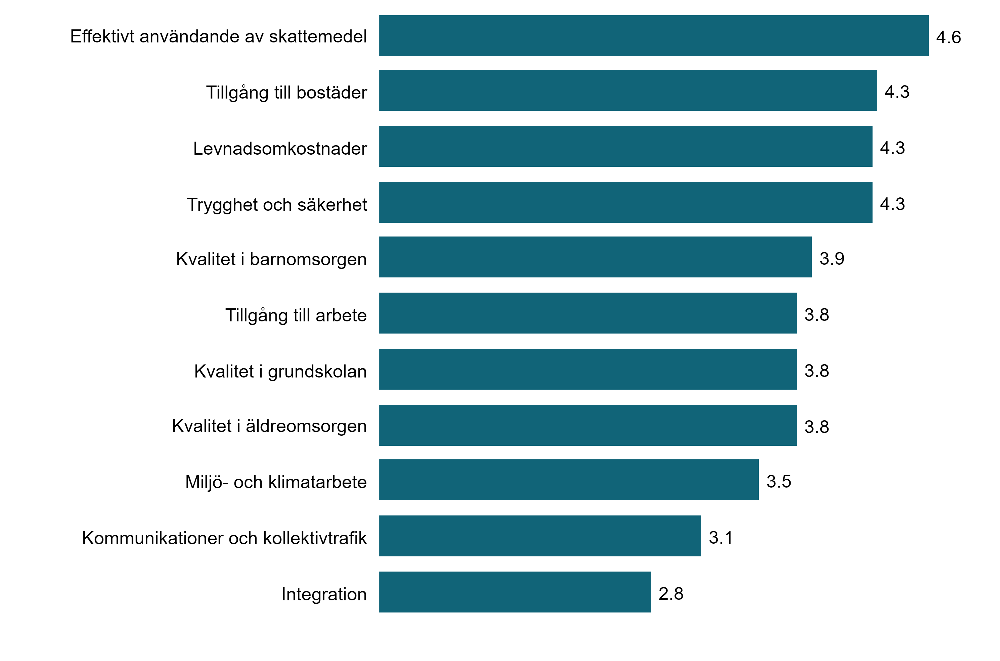 Effektivt användande av skattemedel 4.6
Tillgång till bostäder 4.3
Levnadsomkostnader 4.3
Trygghet och säkerhet 4.3
Kvalitet i barnomsorgen 3.9
Tillgång till arbete 3.8
Kvalitet i grundskolan 3.8
Kvalitet i äldreomsorgen 3.8
Miljö- och klimatarbete 3.5
Kommunikationer och kollektivtrafik 3.1
Integration 2.8